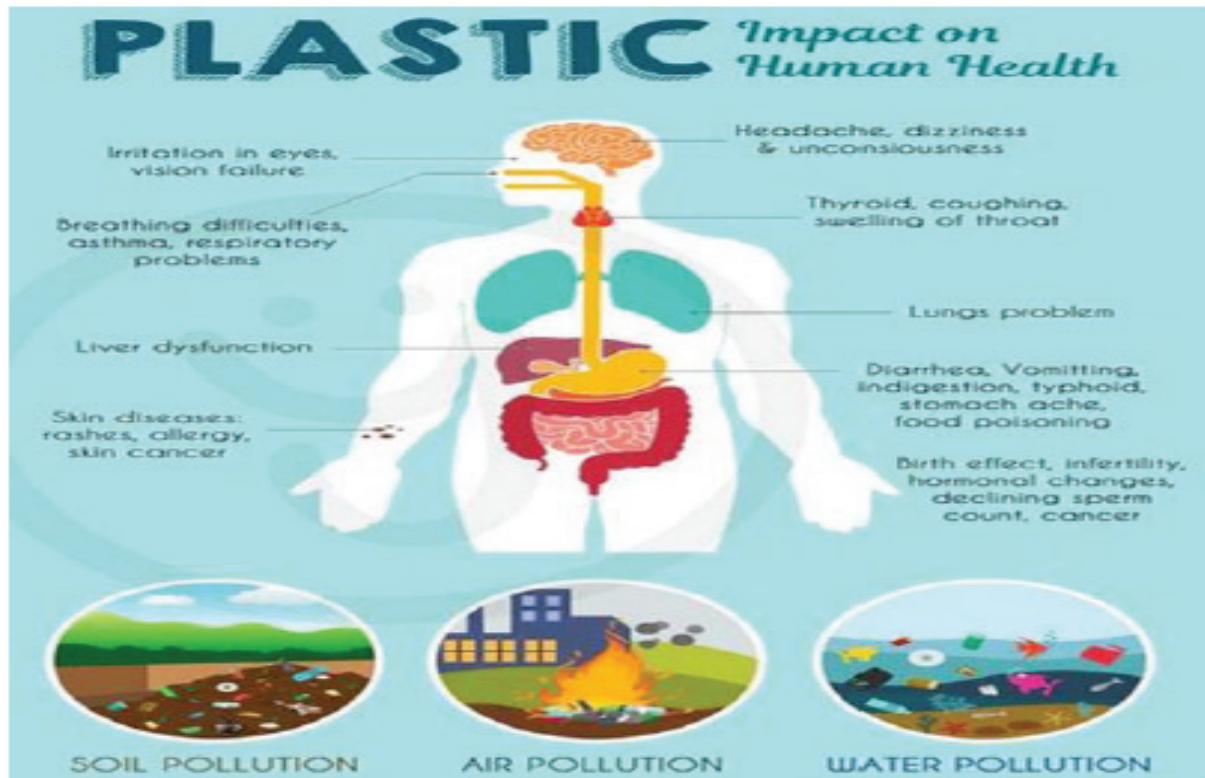 PLASTIC Impact on
Human Health
Irritation in eyes,
vision failure
Headache, dizziness
& unconsiousness
Breathing difficulties,
asthma, respiratory
problems
Thyroid, coughing,
swelling of throat
Lungs problem
Liver dysfunction
Diarrhea, Vomitting,
indigestion, typhoid,
stomach ache,
food poisoning
Skin diseases:
rashes, allergy,
skin cancer
Birth effect, infertility,
hormonal changes,
declining sperm
count, cancer
SOIL POLLUTION
AIR POLLUTION
WATER POLLUTION